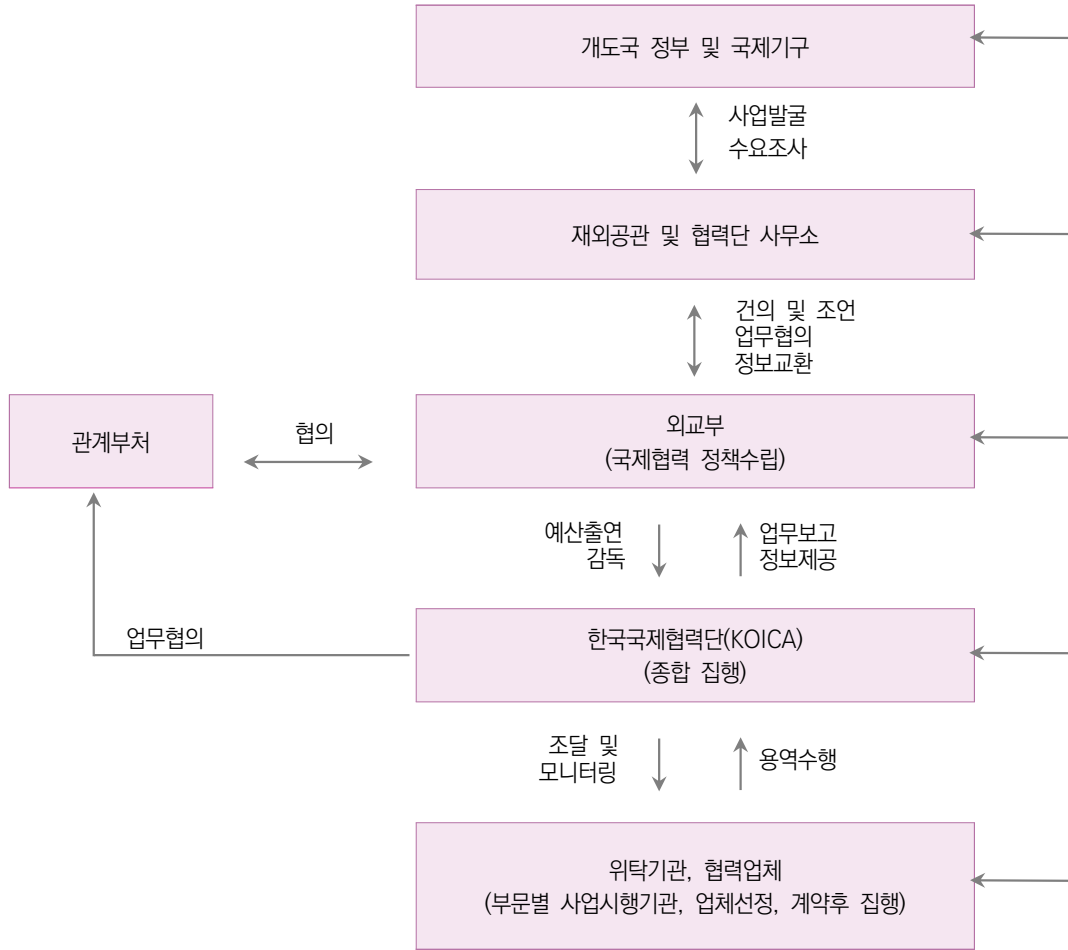 개도국 정부 및 국제기구
사업발굴
수요조사
재외공관 및 협력단 사무소
건의 및 조언
업무협의
정보교환
관계부처
협의
외교부
(국제협력 정책수립)
예산출연
감독
업무보고
정보제공
업무협의
한국국제협력단(KOICA)
(종합 집행)
조달 및
모니터링
용역수행
위탁기관, 협력업체
(부문별 사업시행기관, 업체선정, 계약후 집행)